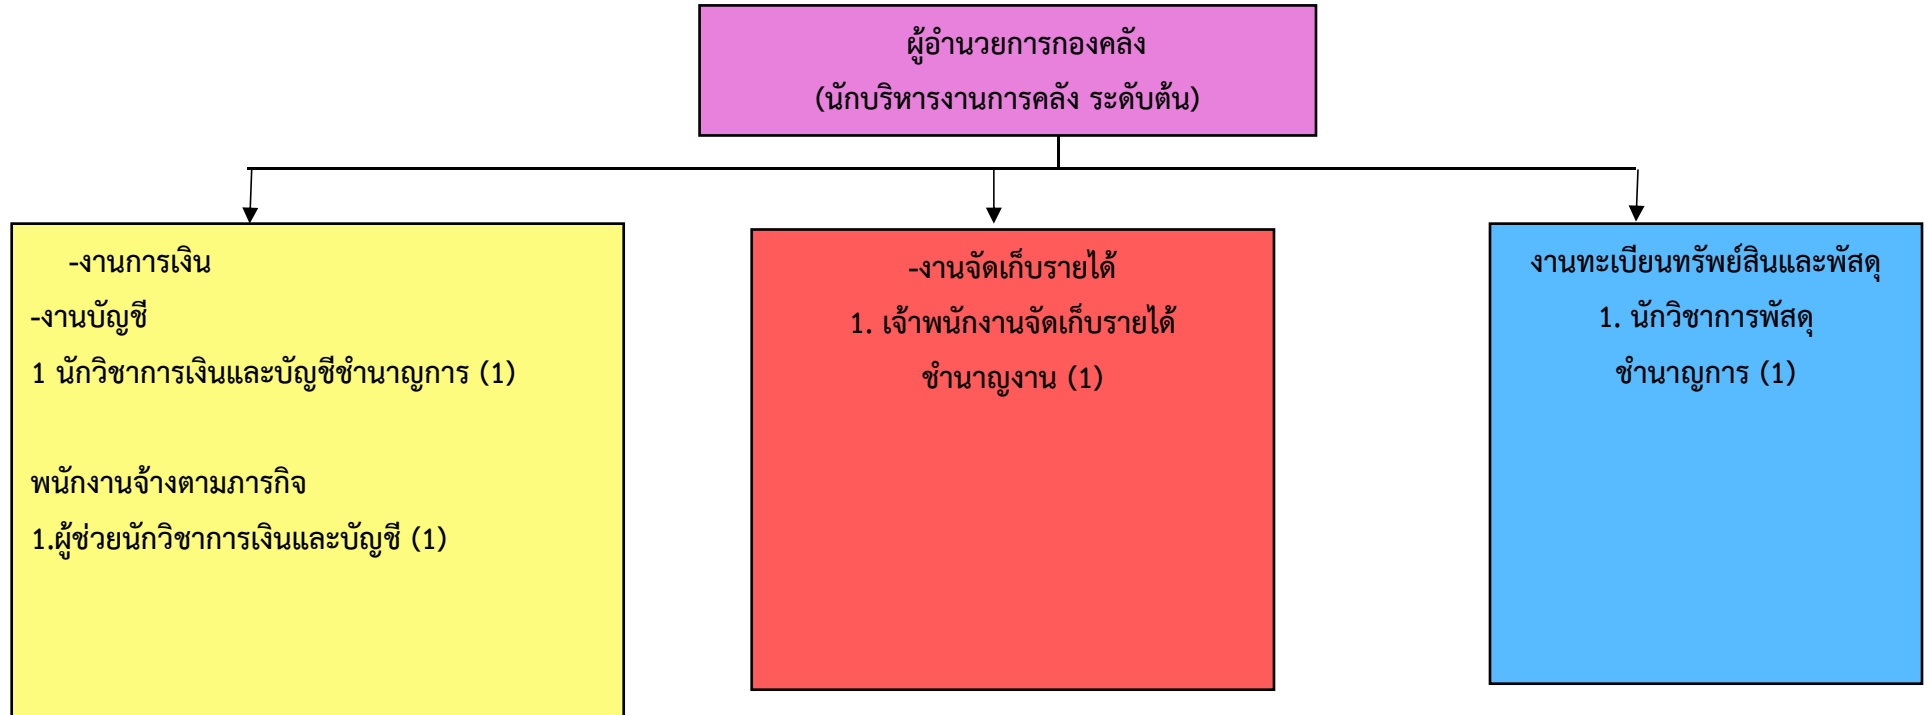 ผู้อำนวยการกองคลัง
(นักบริหารงานการคลัง ระดับต้น)
-งานการเงิน
-งานบัญชี
1 นักวิชาการเงินและบัญชีชำนาญการ (1)
พนักงานจ้างตามภารกิจ
1.ผู้ช่วยนักวิชาการเงินและบัญชี (1)
-งานจัดเก็บรายได้
1. เจ้าพนักงานจัดเก็บรายได้
ชำนาญงาน (1)
งานทะเบียนทรัพย์สินและพัสดุ
1. นักวิชาการพัสดุ
ชำนาญการ (1)